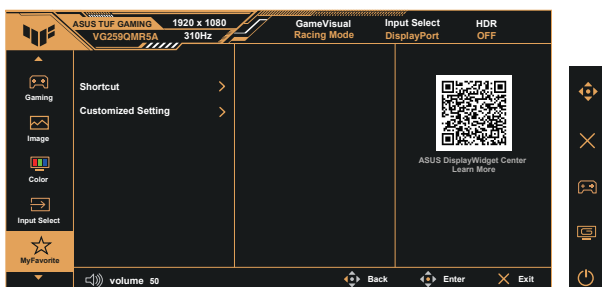 ASUS TUF GAMING 1920 x 1080
VG259QMR5A 310Hz
GameVisual
Racing Mode
Input Select
DisplayPort
HDR
OFF
Gaming
Image
Color
Input Select
MyFavorite
Shortcut
Customized Setting
ASUS DisplayWidget Center
Learn More
volume 50
Back
Enter
Exit